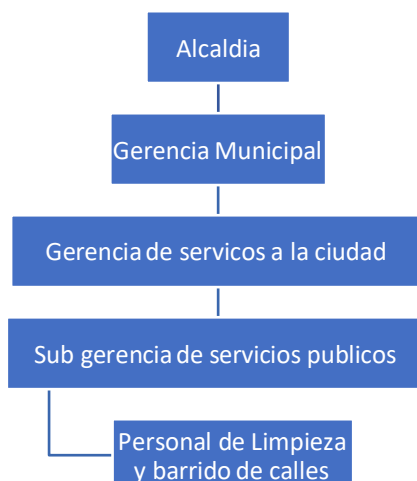 Alcaldia
Gerencia Municipal
Gerencia de servicos a la ciudad
Sub gerencia de servicios publicos
Personal de Limpieza
y barrido de calles